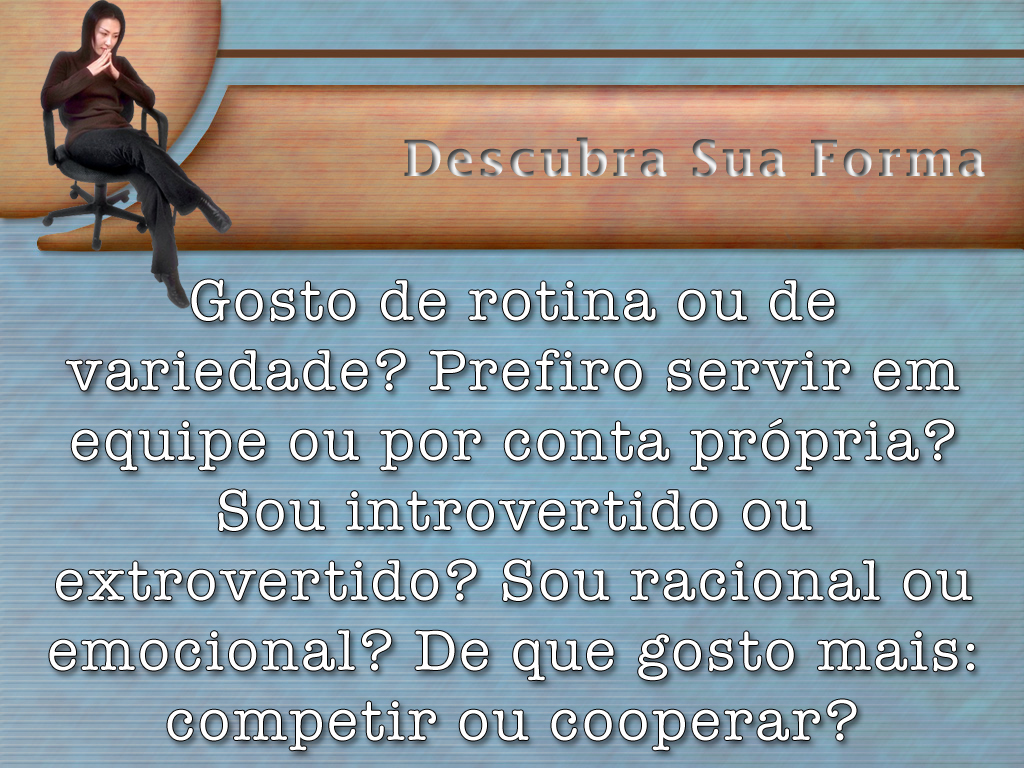 Descubra Sua Forma
Gosto de rotina ou de
variedade? Prefiro servir em
equipe ou por conta própria?
Sou introvertido ou
extrovertido? Sou racional ou
emocional? De que gosto mais:
competir ou cooperar?